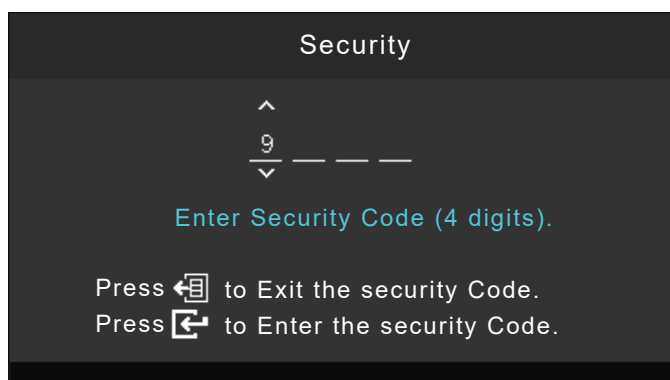 Security
9
Enter Security Code (4 digits).
Press to Exit the security Code.
Press to Enter the security Code.